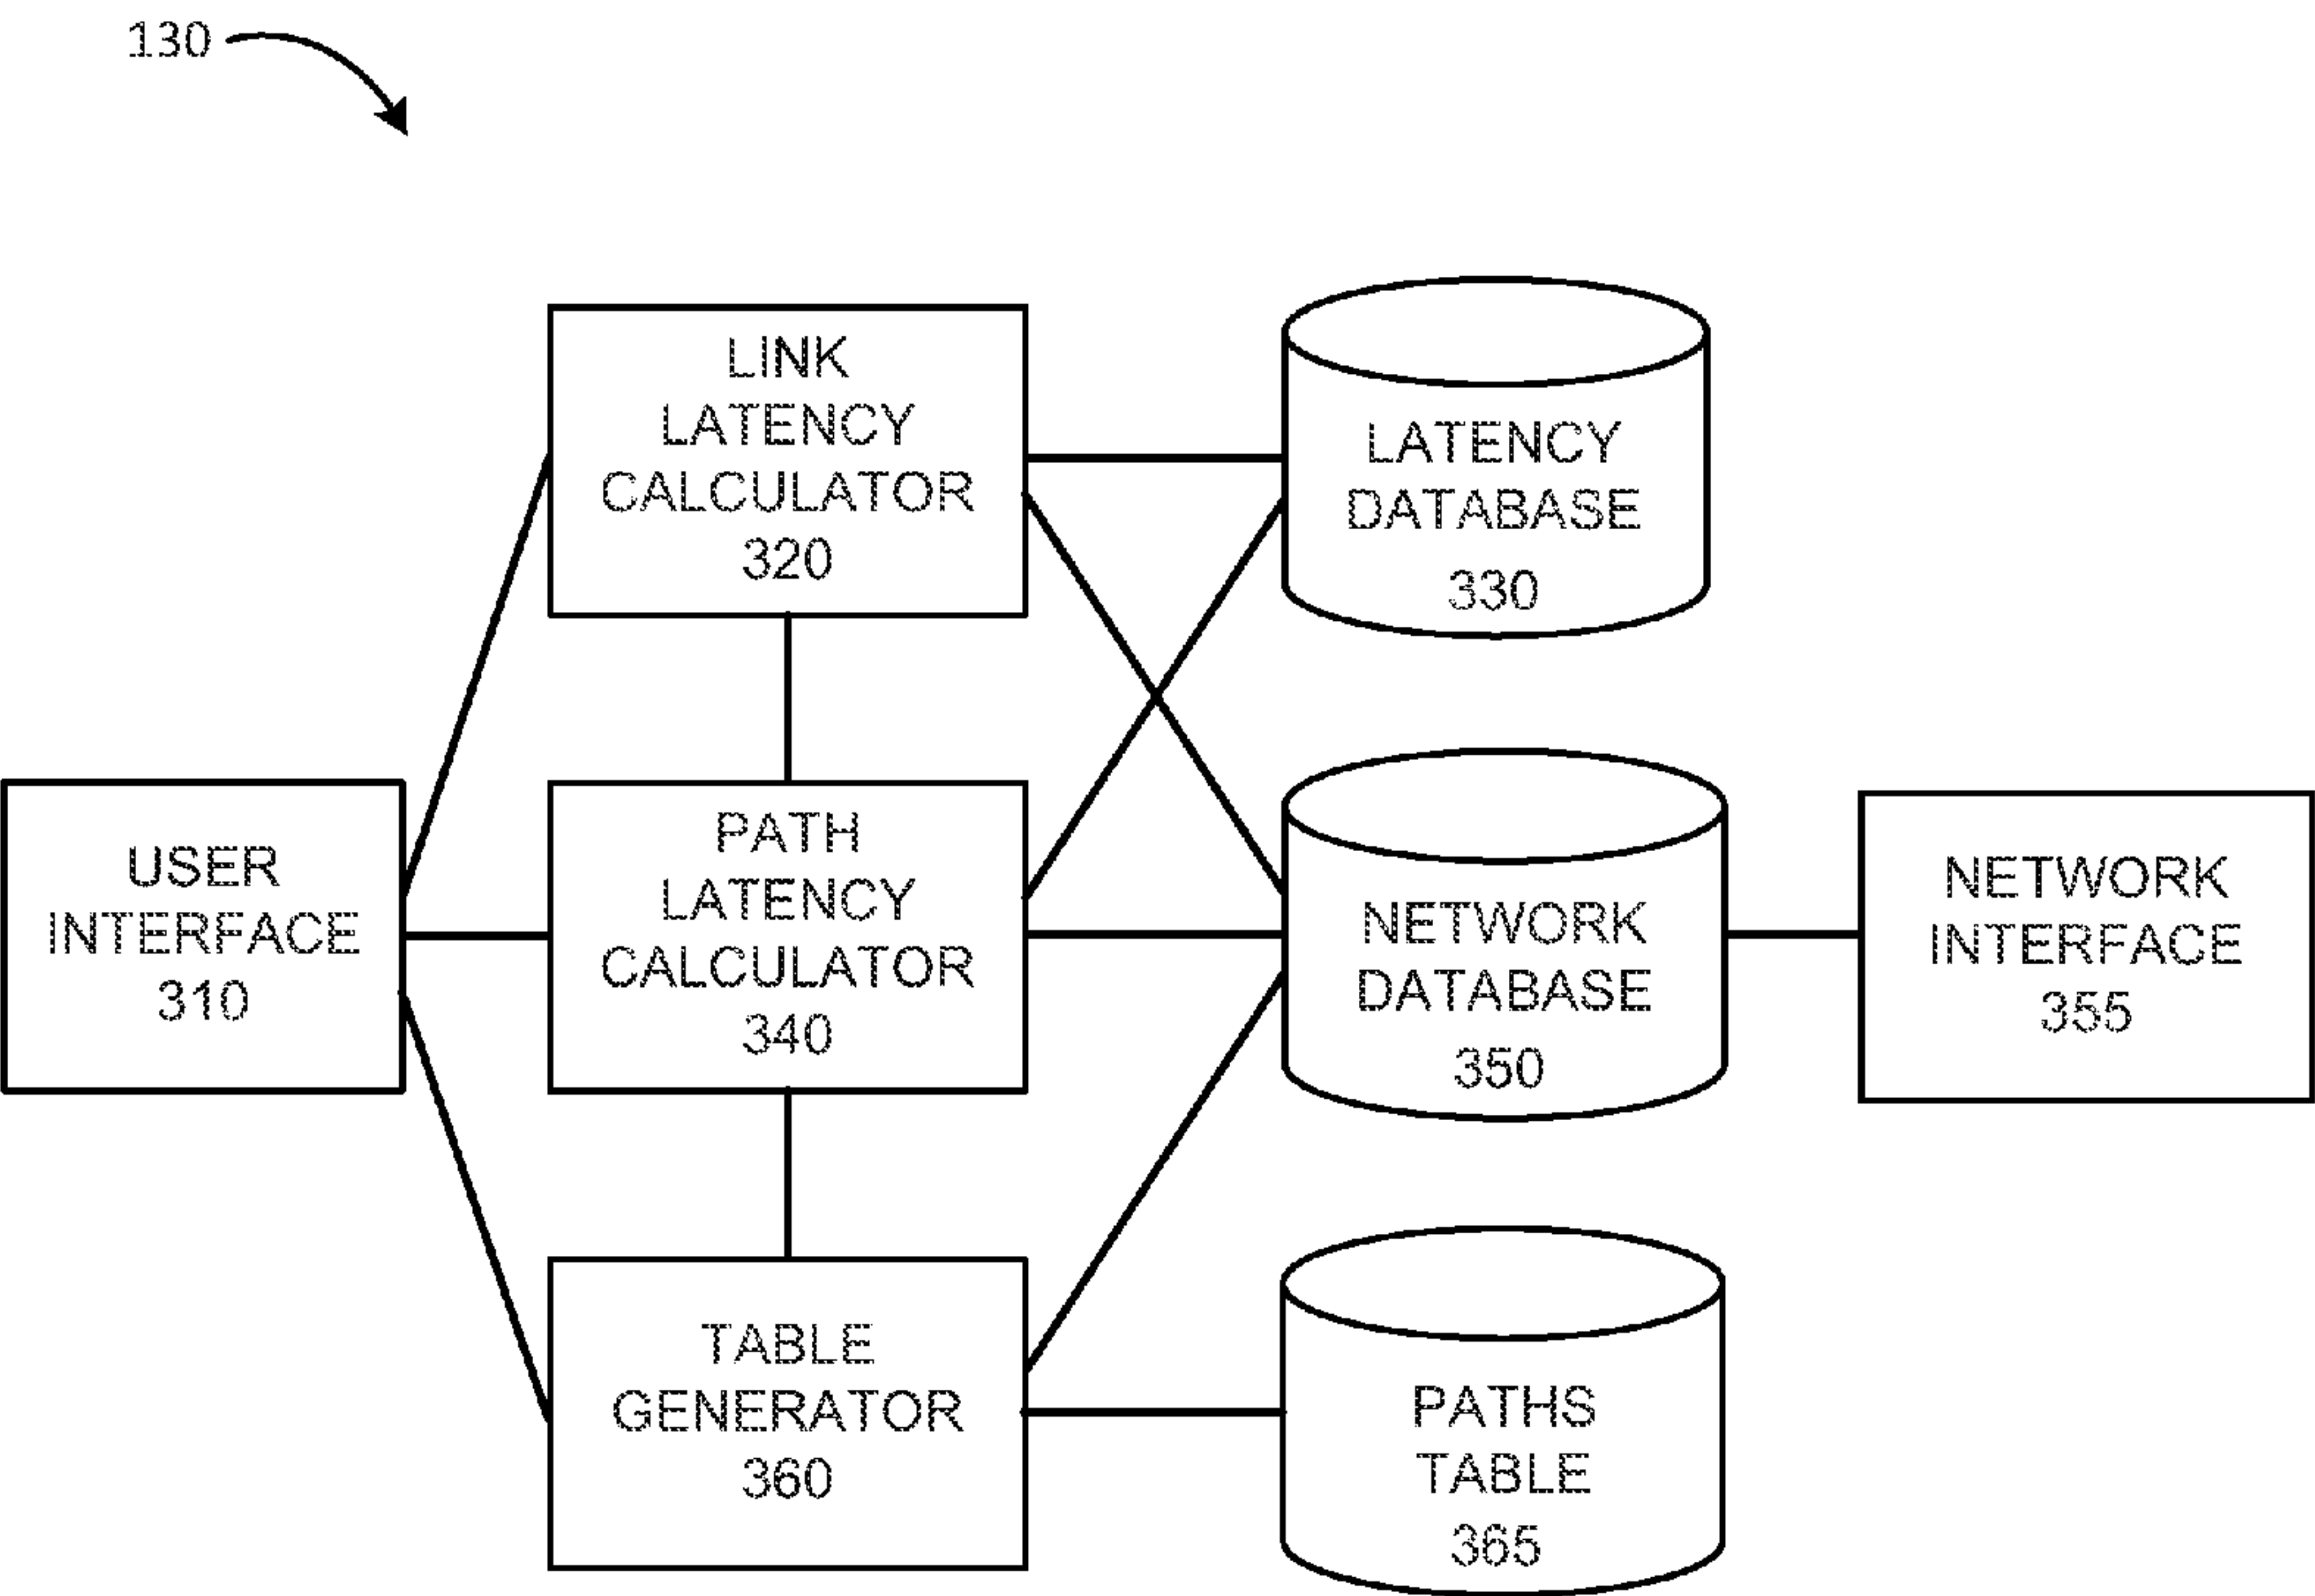 130
LINK
LATENCY
CALCULATOR
320
LATENCY
DATABASE
330
USER
INTERFACE
310
PATH
LATENCY
CALCULATOR
340
NETWORK
DATABASE
350
NETWORK
INTERFACE
355
TABLE
GENERATOR
360
PATHS
TABLE
365